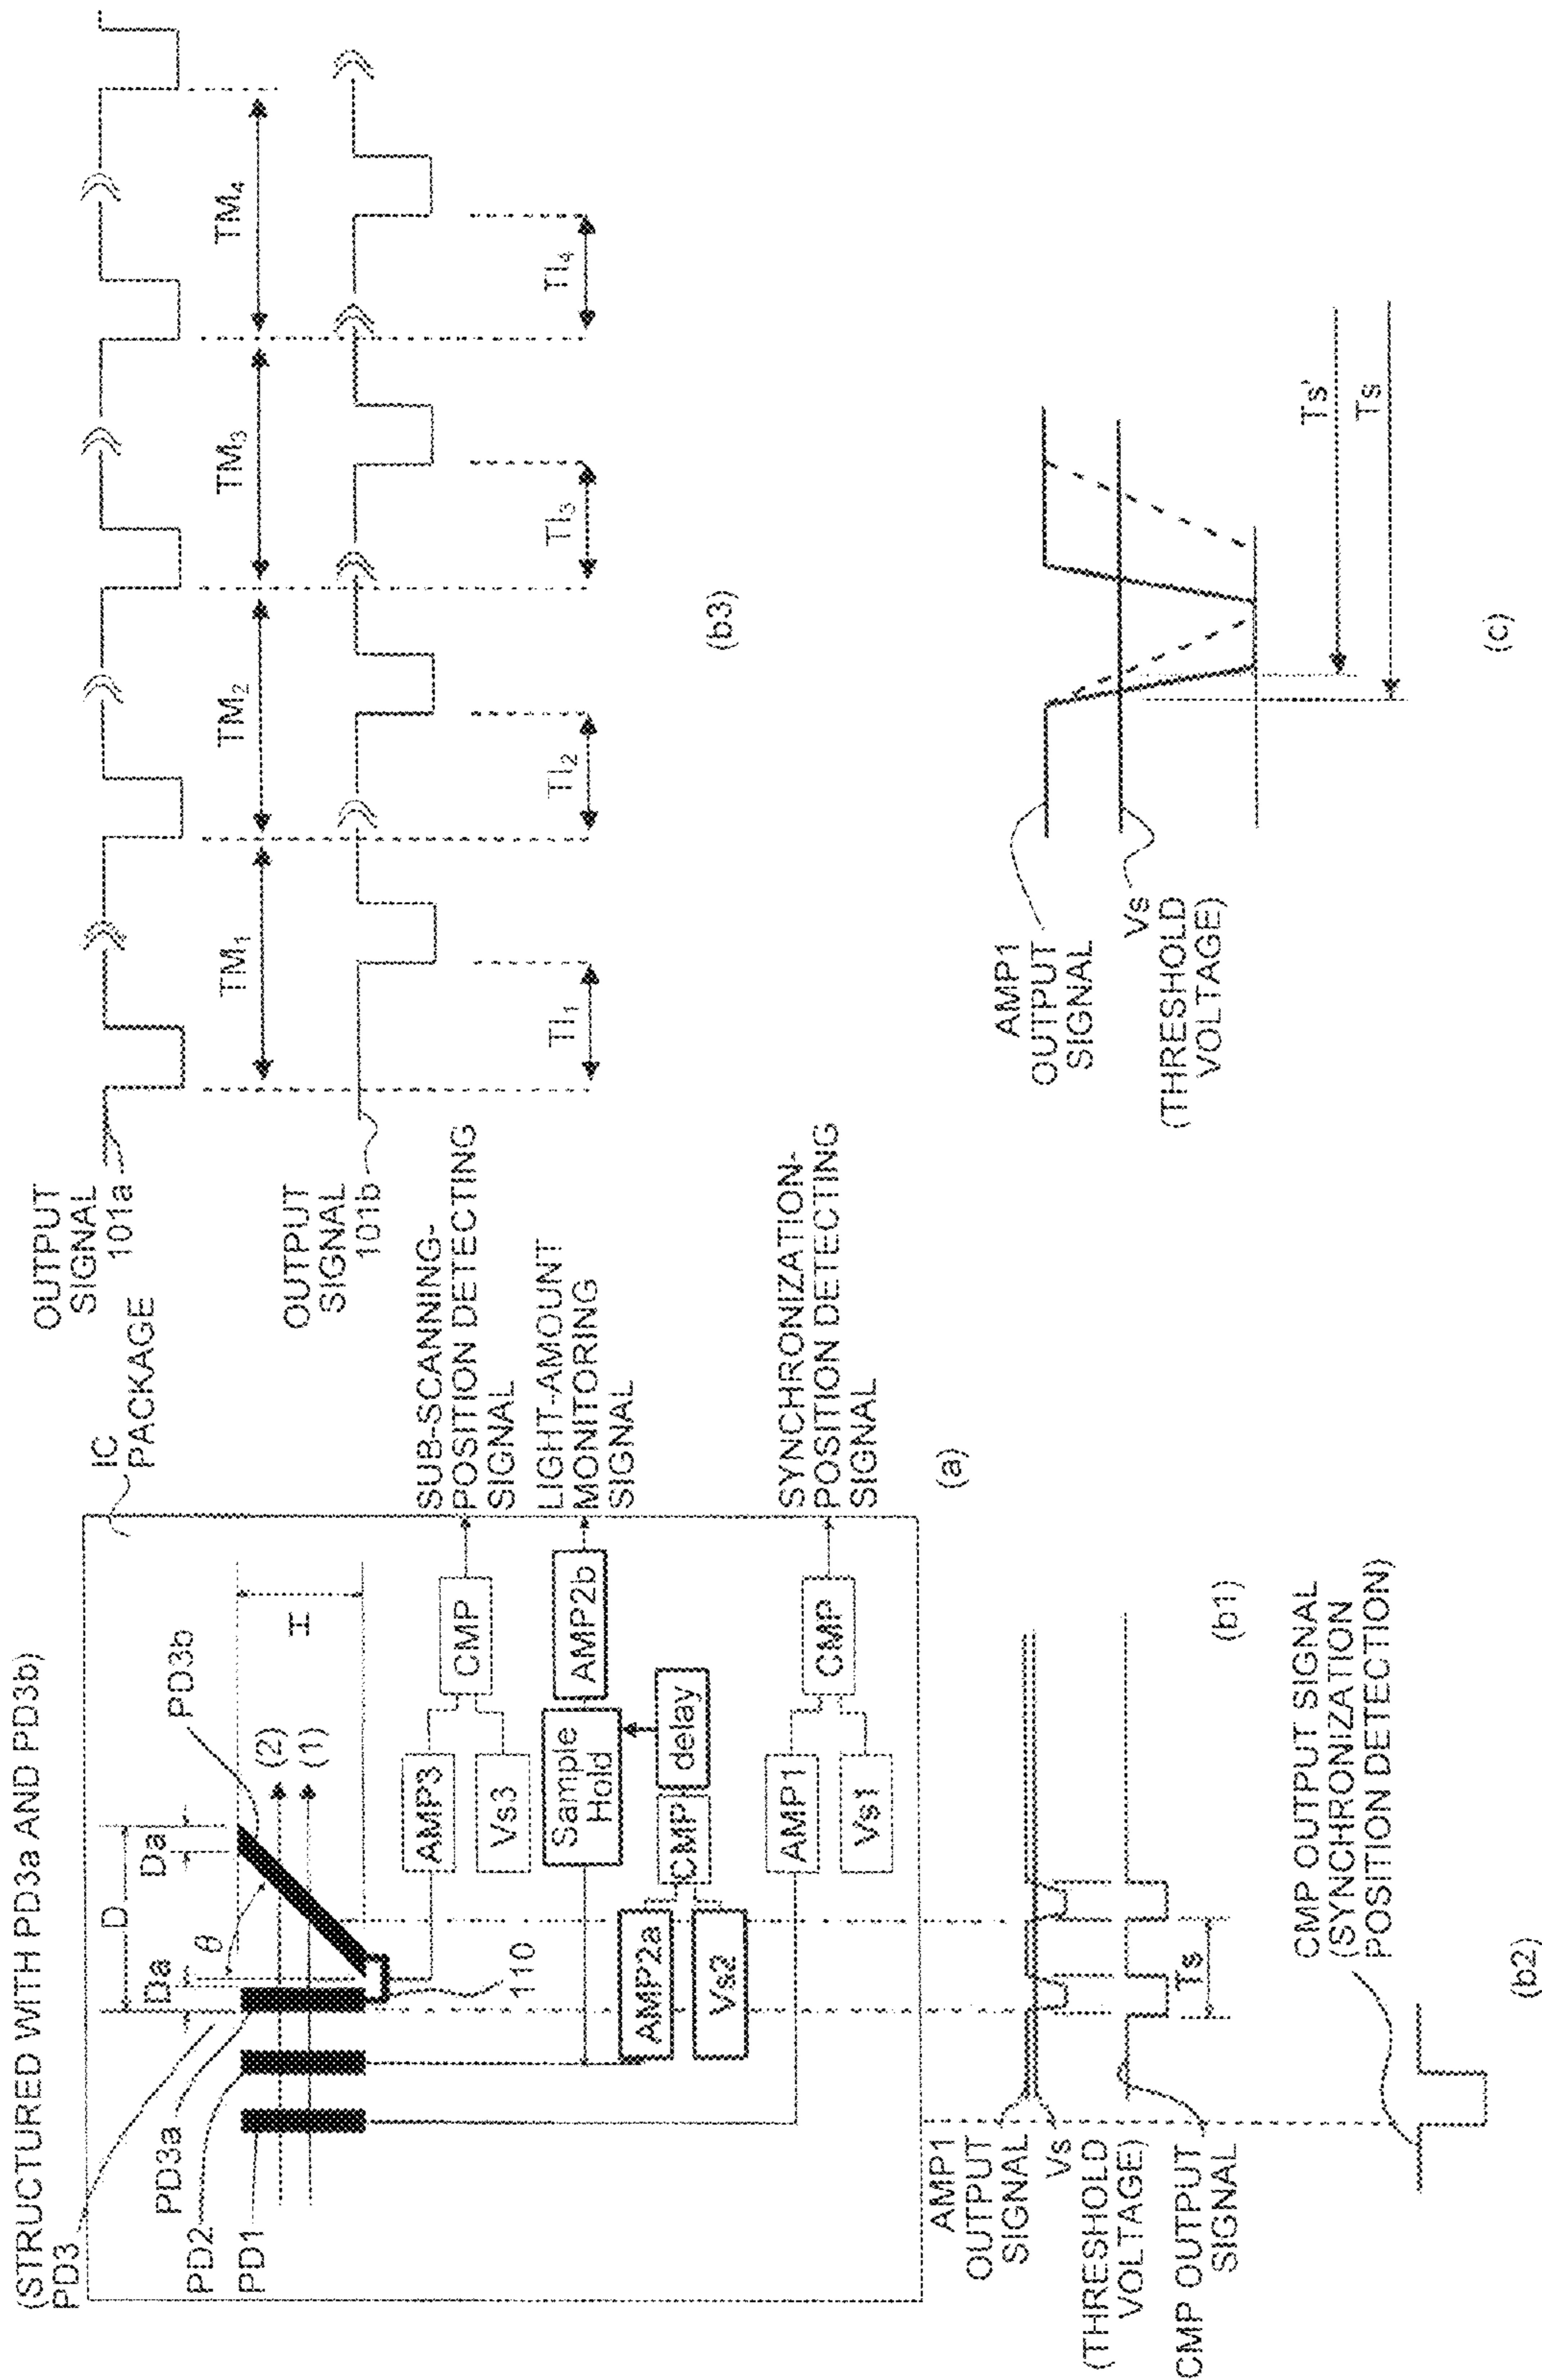 (STRUCTURED WITH PD3a AND PD3b)
PD3
PD3a
PD2
PD1
Da
D
Da
θ
PD3b
H
(2)
(1)
110
IC
PACKAGE
AMP3
Vs3
CMP
SUB-SCANNING-
POSITION DETECTING
SIGNAL
Sample
Hold
AMP2b
LIGHT-AMOUNT
MONITORING
SIGNAL
AMP2a
Vs2
CMP
delay
AMP1
Vs1
CMP
SYNCHRONIZATION-
POSITION DETECTING
SIGNAL
(a)
AMP1
OUTPUT
SIGNAL
Vs
(THRESHOLD
VOLTAGE)
CMP OUTPUT
SIGNAL
Ts
(b1)
CMP OUTPUT SIGNAL
(SYNCHRONIZATION
POSITION DETECTION)
(b2)
OUTPUT
SIGNAL
101a
TM1
TM2
TM3
TM4
OUTPUT
SIGNAL
101b
TI1
TI2
TI3
TI4
(b3)
AMP1
OUTPUT
SIGNAL
Vs
(THRESHOLD
VOLTAGE)
Ts'
Ts
(c)